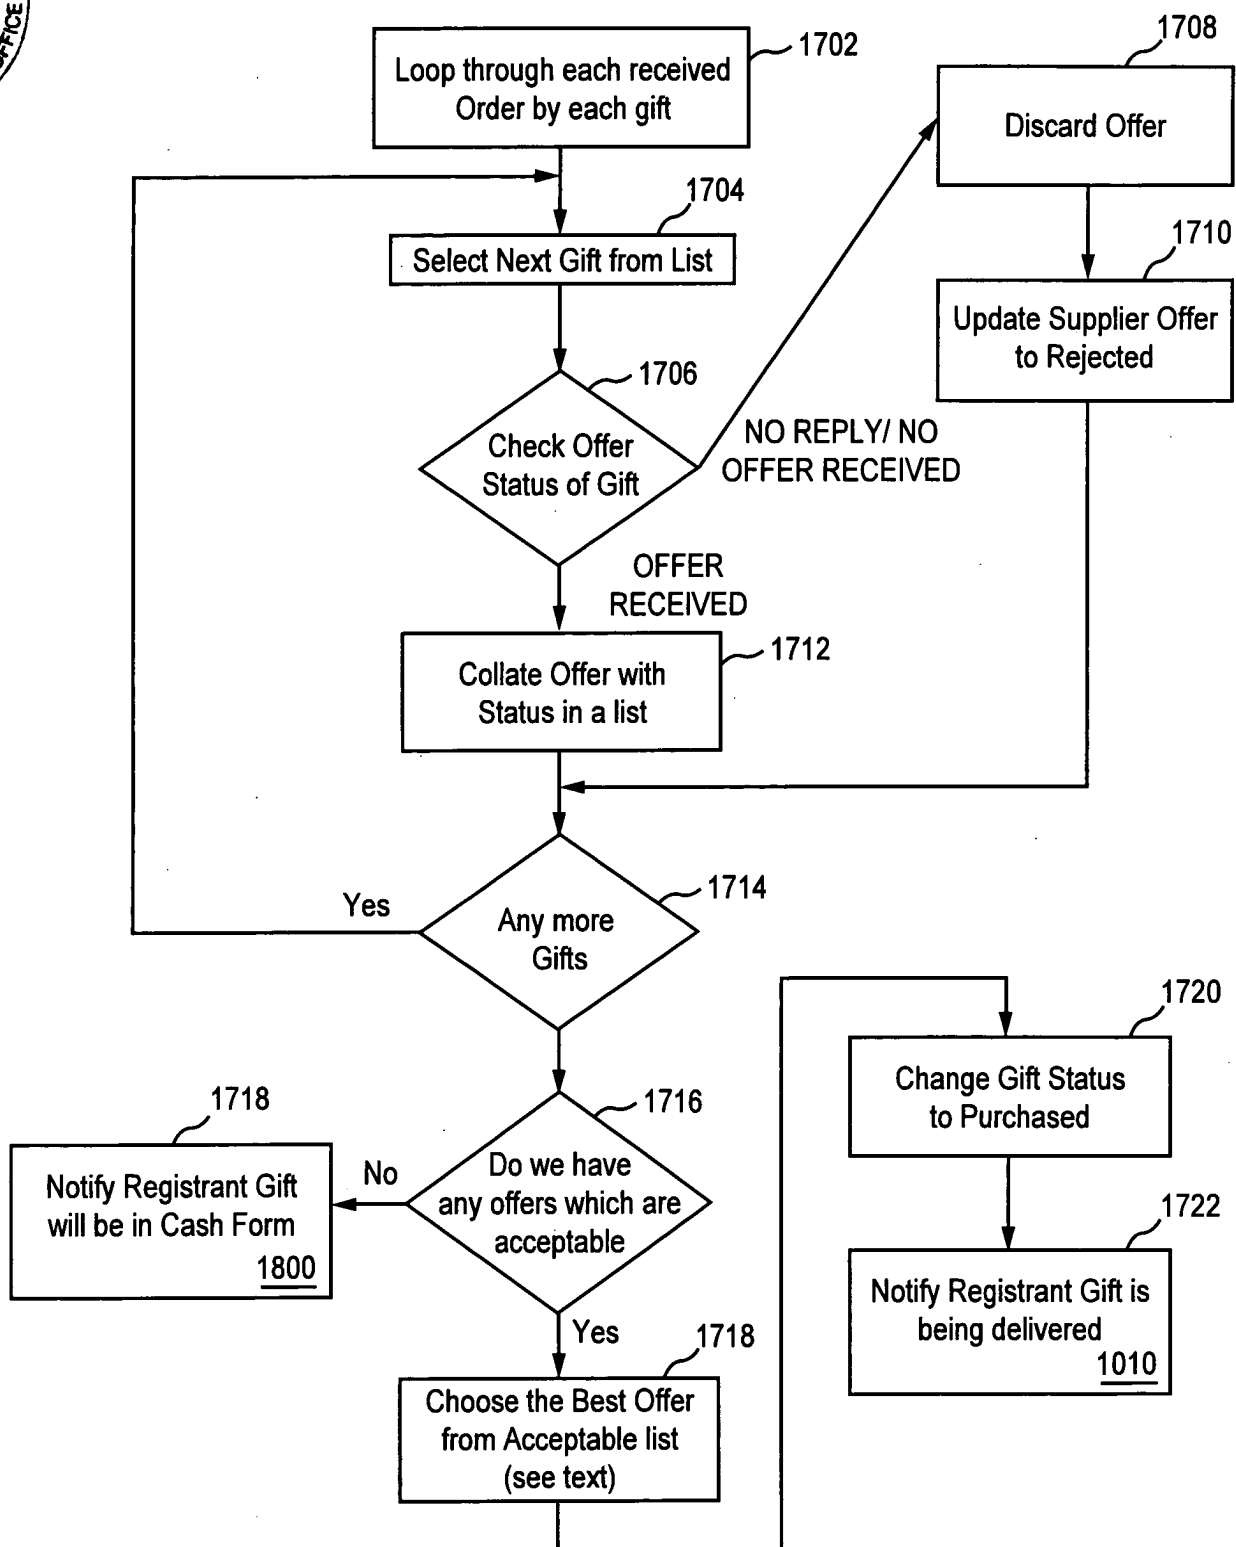 OFFICE
1702
Loop through each received
Order by each gift
1708
Discard Offer
1704
Select Next Gift from List
1710
Update Supplier Offer
to Rejected
1706
Check Offer
Status of Gift
NO REPLY/ NO
OFFER RECEIVED
OFFER
RECEIVED
1712
Collate Offer with
Status in a list
1714
Yes
Any more
Gifts
1720
Change Gift Status
to Purchased
1716
Do we have
any offers which are
acceptable
1718
No
Notify Registrant Gift
will be in Cash Form
1800
1722
Notify Registrant Gift is
being delivered
1010
Yes
1718
Choose the Best Offer
from Acceptable list
(see text)